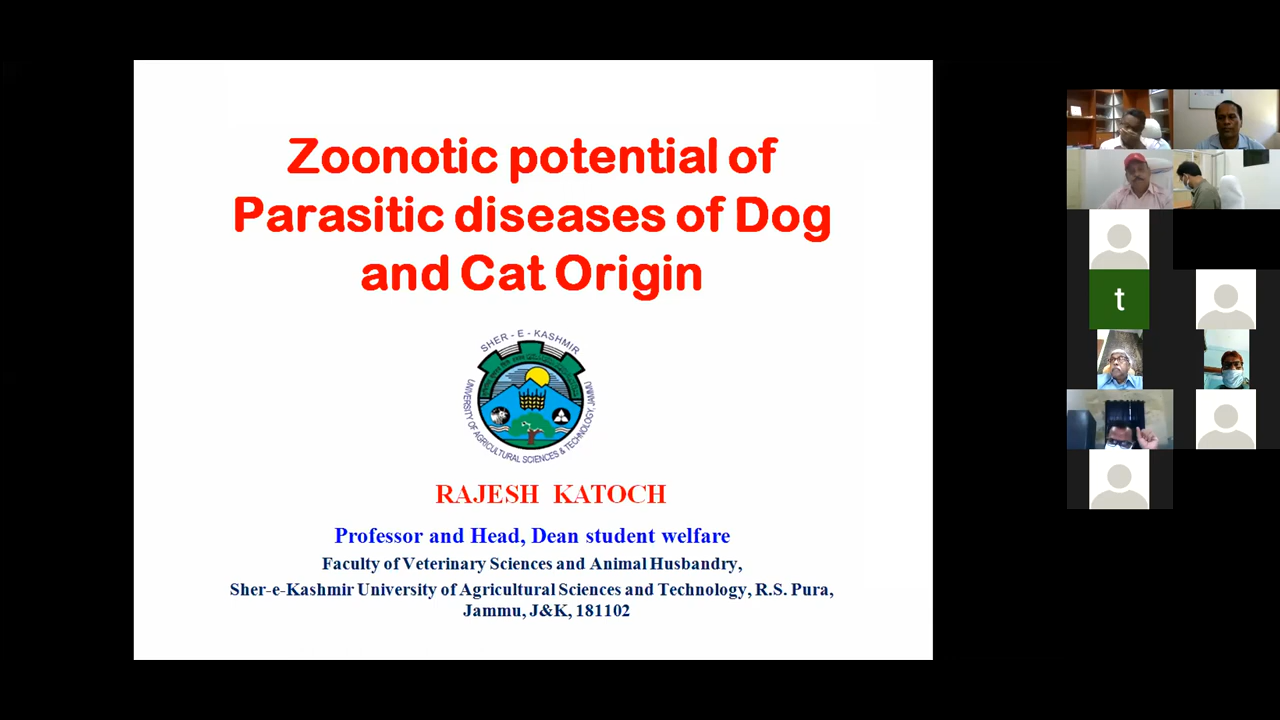 Zoonotic potential of
Parasitic diseases of Dog
and Cat Origin
SHER - E - KASHMIR
UNIVERSITY OF AGRICULTURAL SCIENCES & TECHNOLOGY, JAMMU
RAJESH KATOCH
Professor and Head, Dean student welfare
Faculty of Veterinary Sciences and Animal Husbandry,
Sher-e-Kashmir University of Agricultural Sciences and Technology, R.S. Pura,
Jammu, J&K, 181102
t